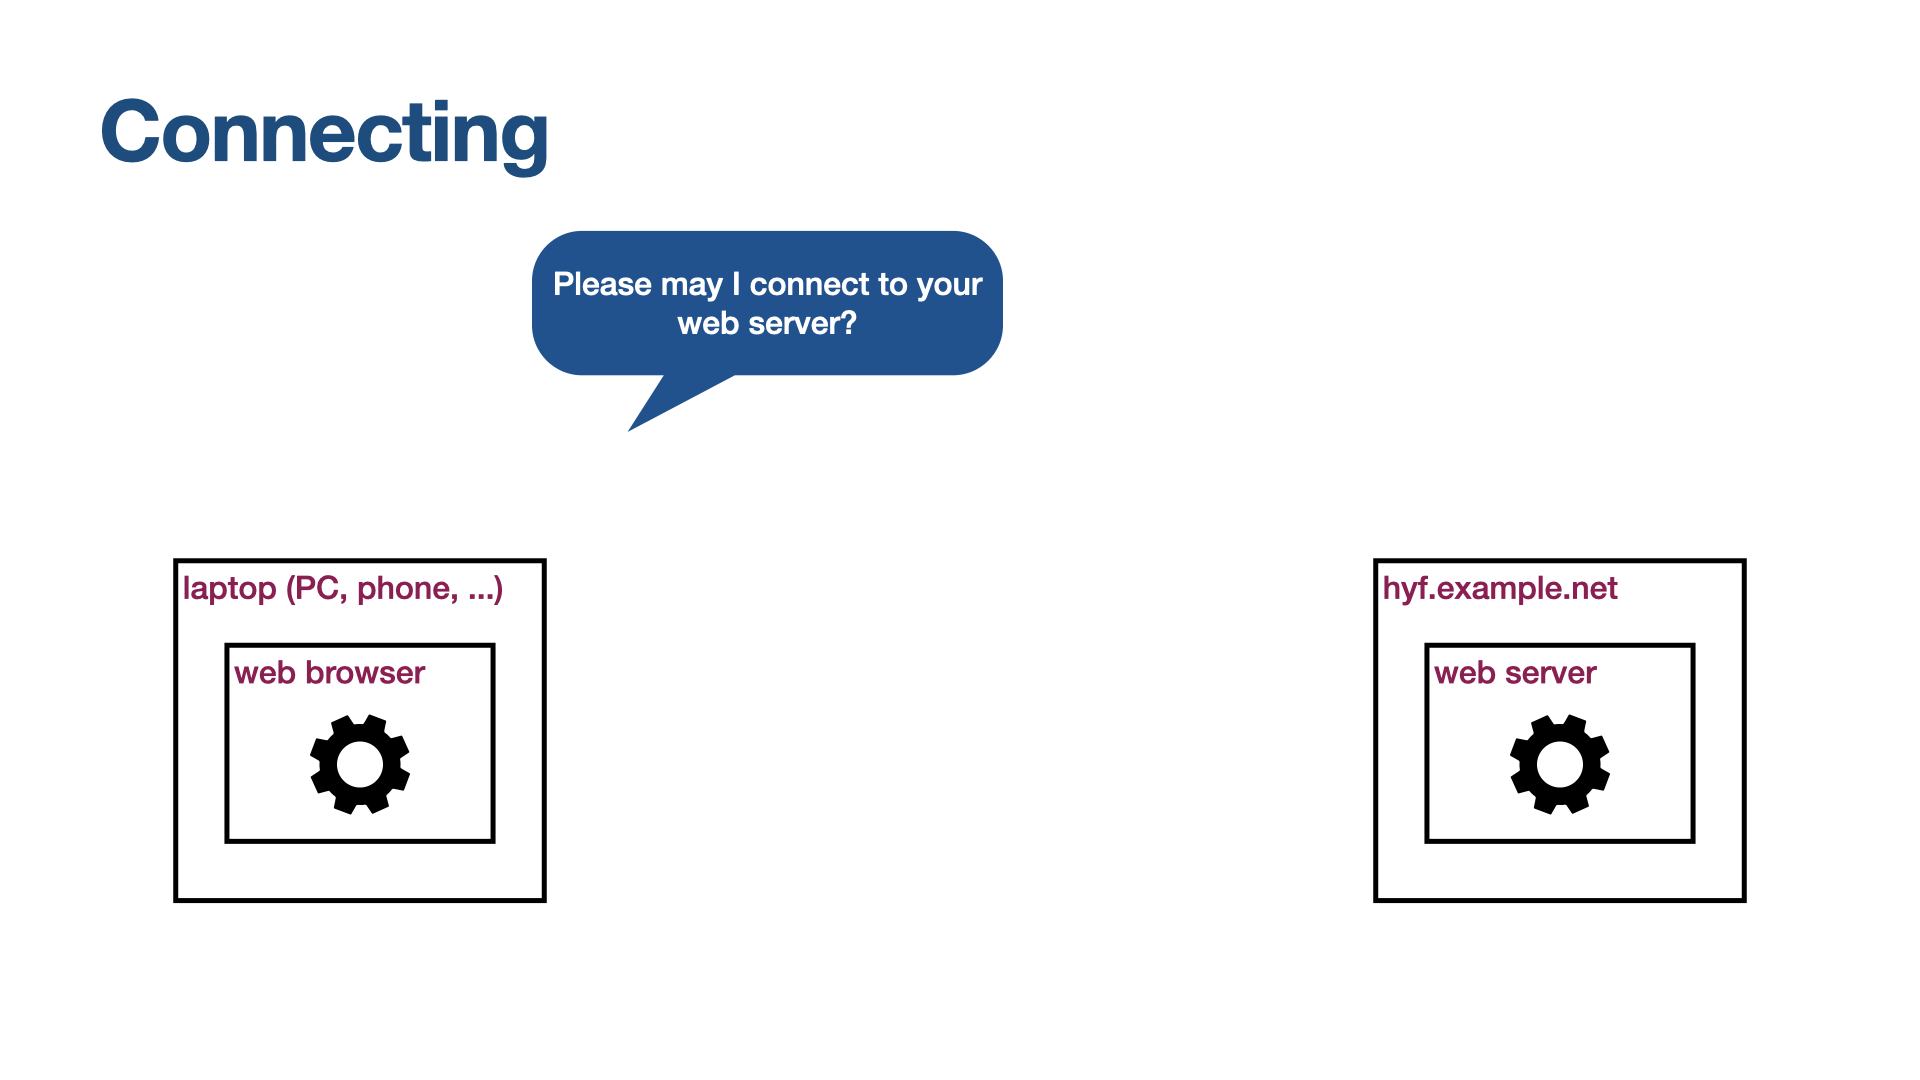 Connecting
Please may I connect to your
web server?
laptop (PC, phone, ...)
web browser
hyf.example.net
web server